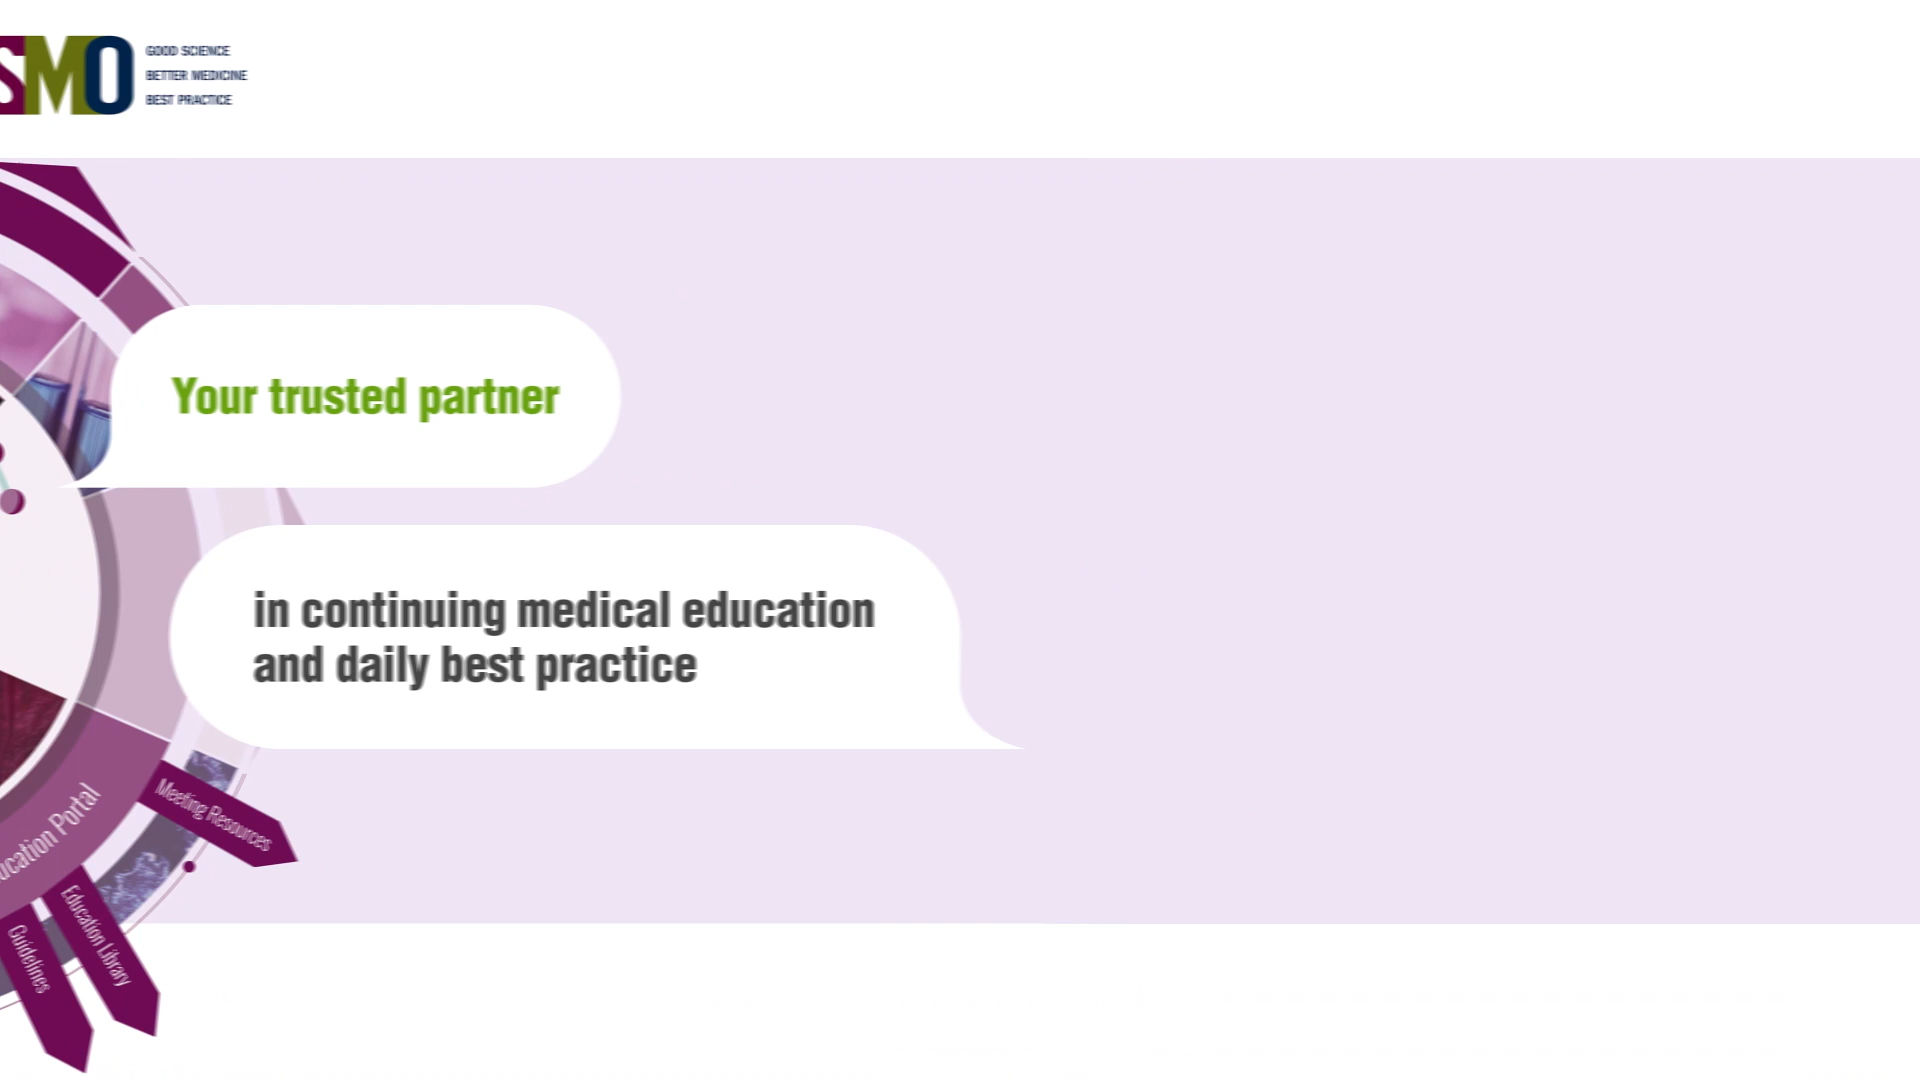 SMO
GOOD SCIENCE
BETTER MEDICINE
BEST PRACTICE
Your trusted partner
in continuing medical education
and daily best practice
Meeting Resources
ucation Portal
Education Library
Guidelines